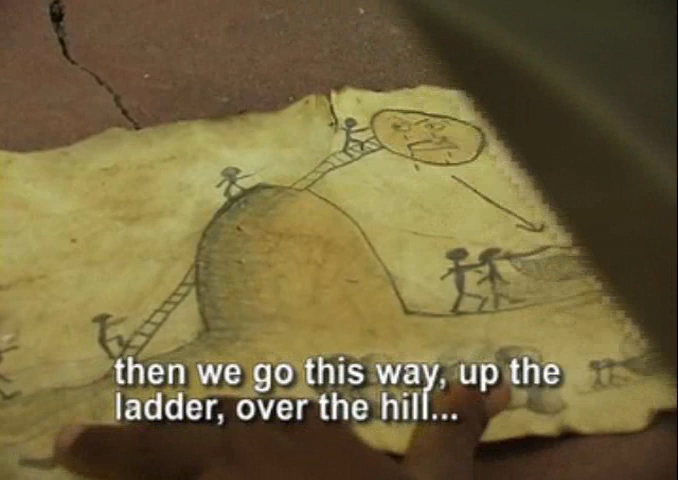 then we go this way, up the
ladder, over the hill...